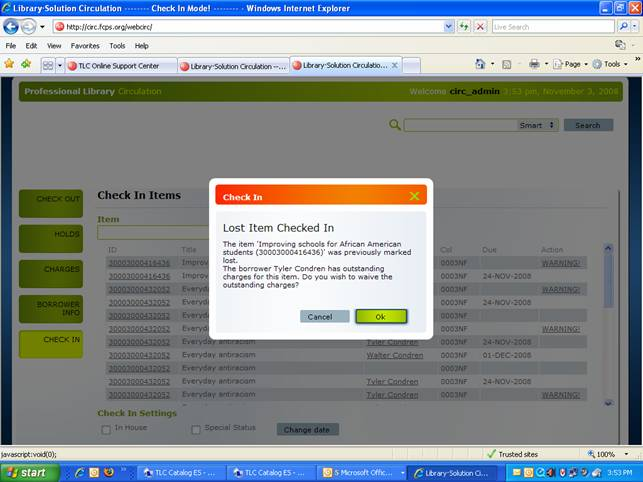 Library-Solution Circulation -------- Check In Mode! -------- - Windows Internet Explorer
http://circ.fcps.org/webcirc/
Live Search
File Edit View Favorites Tools Help
TLC Online Support Center
Library-Solution Circulation --...
Library-Solution Circulatio...
Page
Tools
Professional Library Circulation
Welcome circ_admin 3:53 pm, November 3, 2008
Smart
Search
CHECK OUT
HOLDS
CHARGES
BORROWER INFO
CHECK IN
Check In Items
Item
ID Title Col Due Action
30003000416436 Improv 0003NF WARNING!
30003000416436 Improv 0003NF 24-NOV-2008
30003000432052 Everyday 0003NF
30003000432052 Everyday 0003NF 24-NOV-2008
30003000432052 Everyday 0003NF
30003000432052 Everyday antiracism Tyler Condren 0003NF WARNING!
30003000432052 Everyday antiracism Walter Condren 0003NF 01-DEC-2008
30003000432052 Everyday antiracism 0003NF
30003000432052 Everyday antiracism Tyler Condren 0003NF 24-NOV-2008
30003000432052 Everyday antiracism Tyler Condren 0003NF WARNING!
Check In
Lost Item Checked In
The item 'Improving schools for African American
students (30003000416436)' was previously marked
lost.
The borrower Tyler Condren has outstanding
charges for this item. Do you wish to waive the
outstanding charges?
Cancel
Ok
Check In Settings
In House
Special Status
Change date
javascript:void(0);
Trusted sites
100%
start
TLC Catalog ES - ...
TLC Catalog ES - ...
5 Microsoft Offic...
Library-Solution Ci...
3:53 PM